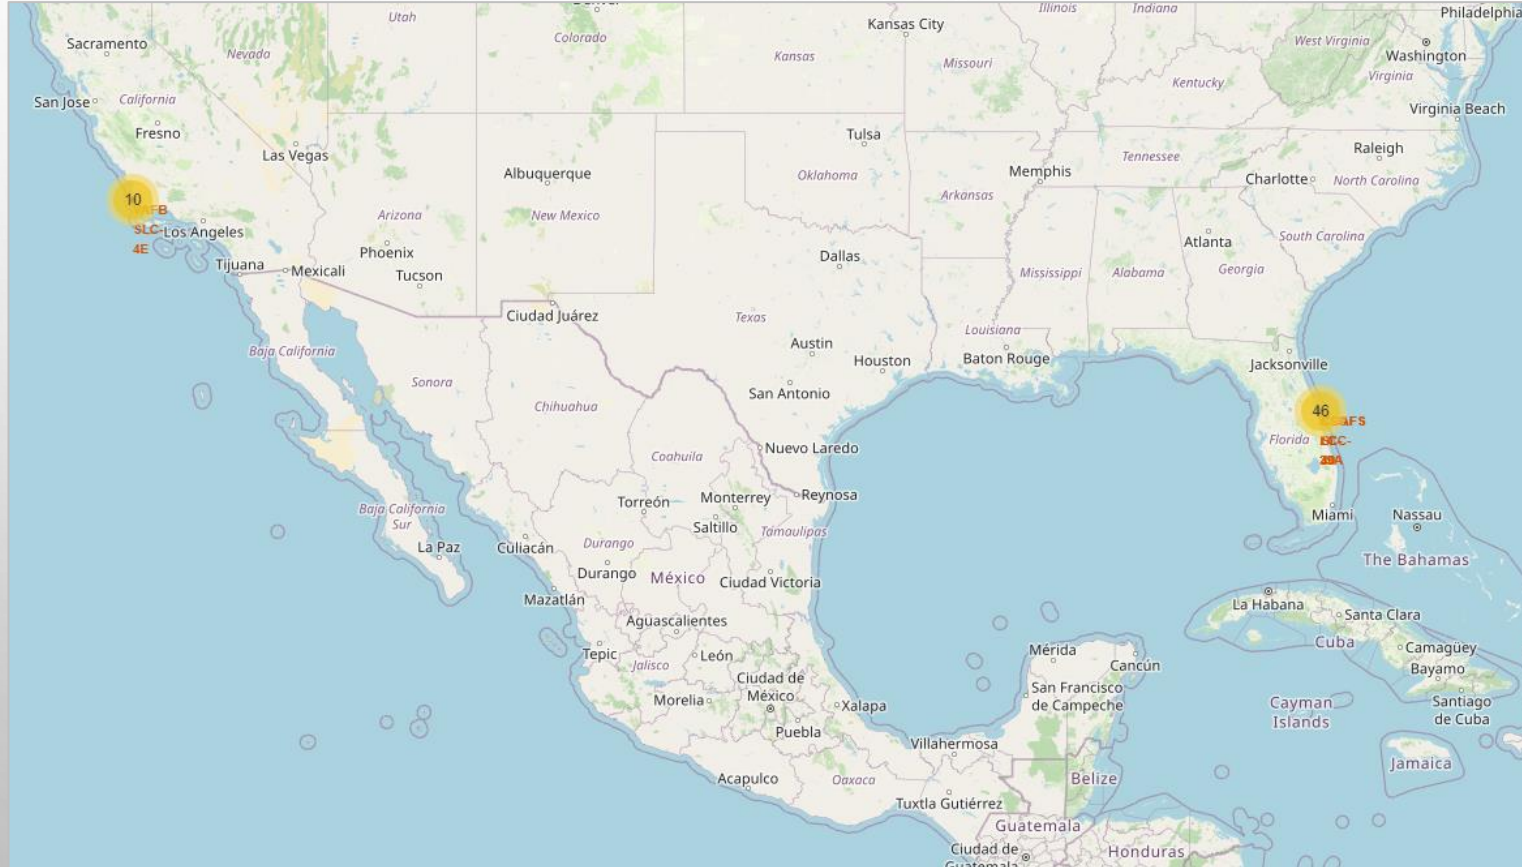 Denver
Utah
Illinois
Indiana
Philadelphia
Kansas City
Sacramento
Colorado
West Virginia
Nevada
Kansas
Missouri
Washington
Virginia
Kentucky
San Jose
California
Virginia Beach
Fresno
Tulsa
Las Vegas
Raleigh
Tennessee
Albuquerque
Memphis
Oklahoma
Charlotte
North Carolina
Arkansas
10
SLC-
4E
Los Angeles
Arizona
New Mexico
Phoenix
Atlanta
South Carolina
Dallas
Tijuana
Mexicali
Tucson
Mississippi
Alabama
Georgia
Ciudad Juárez
Texas
Louisiana
Austin
Baja California
Houston
Baton Rouge
Jacksonville
Sonora
San Antonio
Chihuahua
46
Florida
Nuevo Laredo
Coahuila
Torreón
Monterrey
Reynosa
Baja California
Sur
Saltillo
Tamaulipas
Miami
Nassau
La Paz
Culiacán
Durango
The Bahamas
Durango
México
Ciudad Victoria
Mazatlán
La Habana
Santa Clara
Aguascalientes
Cuba
Camagüey
Tepic
Jalisco
León
Mérida
Cancún
Bayamo
Ciudad de
México
San Francisco
de Campeche
Morelia
Xalapa
Cayman
Islands
Santiago
de Cuba
Puebla
Villahermosa
Acapulco
Oaxaca
Belize
Jamaica
Tuxtla Gutiérrez
Guatemala
Ciudad de
Guatemala
Honduras